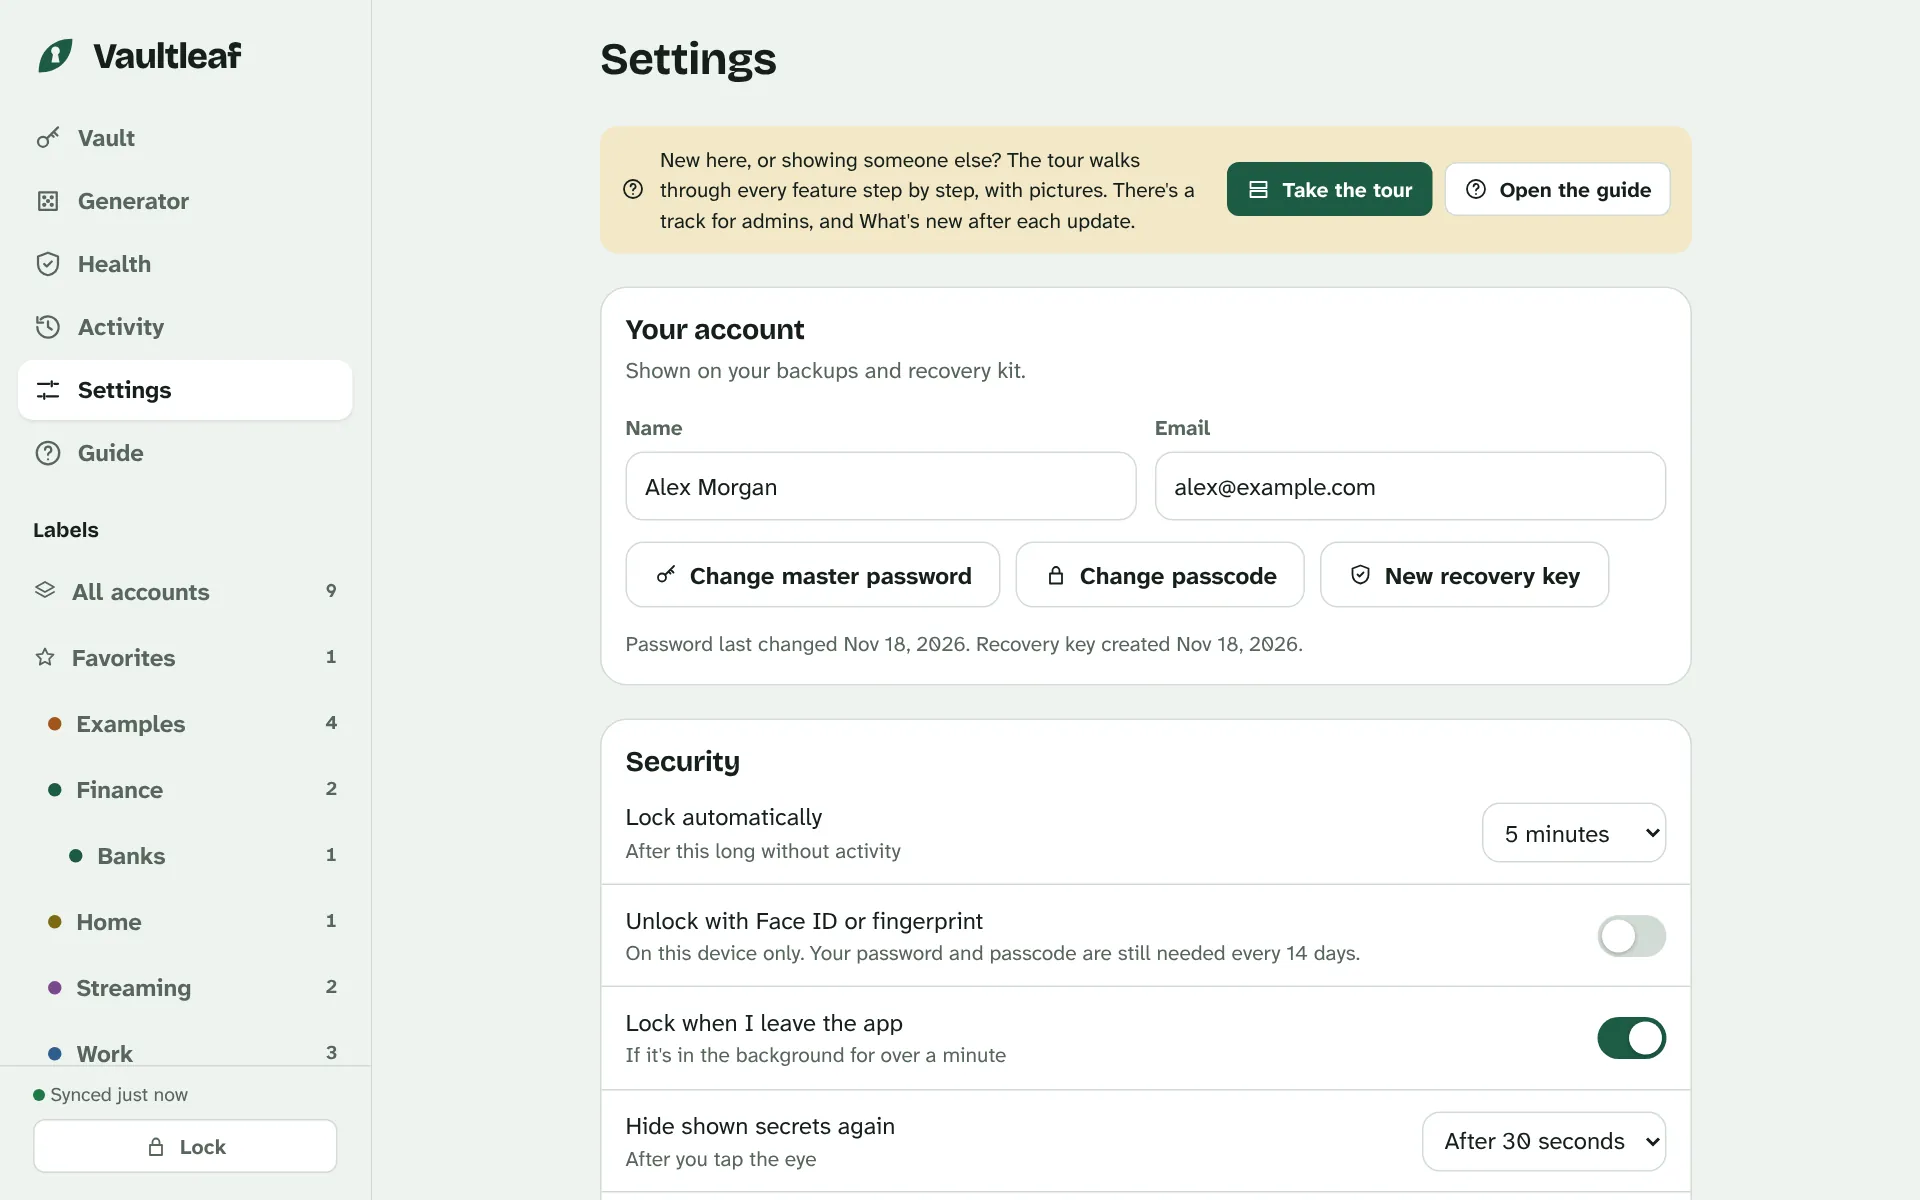 Vaultleaf
Vault
Generator
Health
Activity
Settings
Guide
Labels
All accounts 9
Favorites 1
Examples 4
Finance 2
Banks 1
Home 1
Streaming 2
Work 3
Synced just now
Lock
Settings
New here, or showing someone else? The tour walks
through every feature step by step, with pictures. There's a
track for admins, and What's new after each update.
Take the tour
Open the guide
Your account
Shown on your backups and recovery kit.
Name
Email
Alex Morgan
alex@example.com
Change master password
Change passcode
New recovery key
Password last changed Nov 18, 2026. Recovery key created Nov 18, 2026.
Security
Lock automatically
After this long without activity
5 minutes
Unlock with Face ID or fingerprint
On this device only. Your password and passcode are still needed every 14 days.
Lock when I leave the app
If it's in the background for over a minute
Hide shown secrets again
After you tap the eye
After 30 seconds